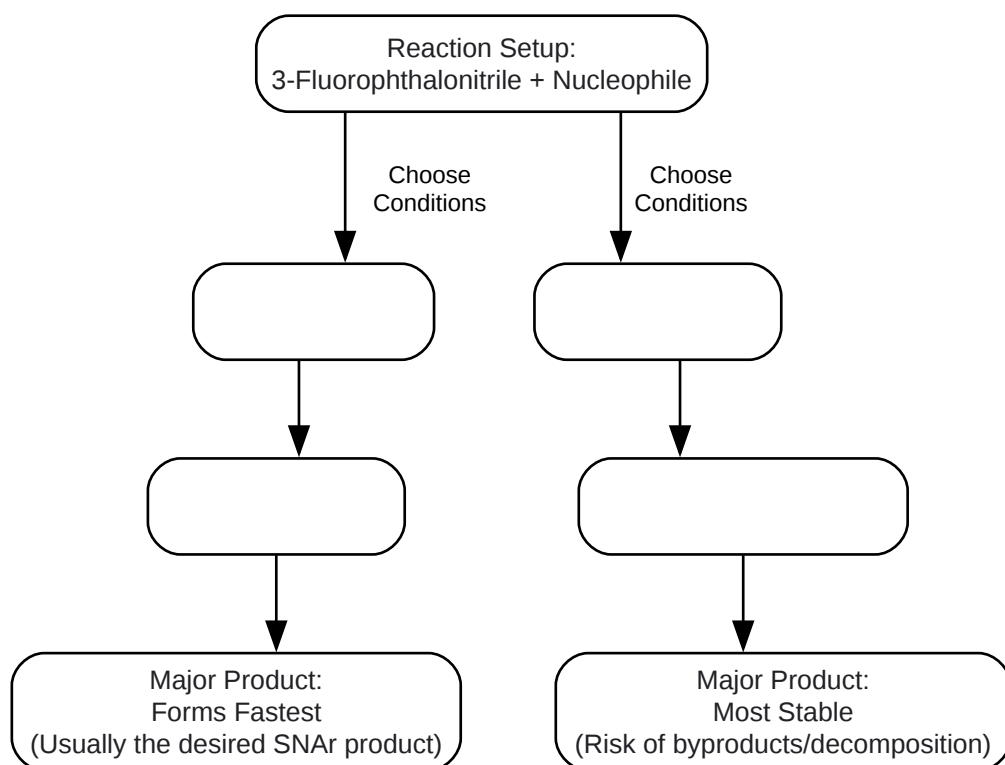 Reaction Setup:
3-Fluorophthalonitrile + Nucleophile
Choose
Conditions
Choose
Conditions
Major Product:
Forms Fastest
(Usually the desired SNAr product)
Major Product:
Most Stable
(Risk of byproducts/decomposition)